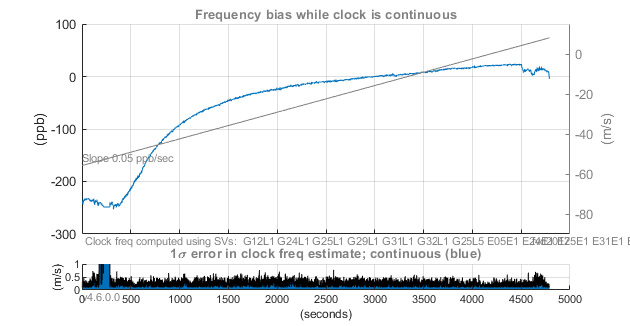 Frequency bias while clock is continuous
100
0
-100
-200
-300
(ppb)
0
-20
-40
-60
-80
(m/s)
Slope 0.05 ppb/sec
Clock freq computed using SVs: G12L1 G24L1 G25L1 G29L1 G31L1 G32L1 G25L5 E05E1 E31E1
1σ error in clock freq estimate; continuous (blue)
1
0.5
0
(m/s)
v4.6.0.0
0 500 1000 1500 2000 2500 3000 3500 4000 4500 5000
(seconds)